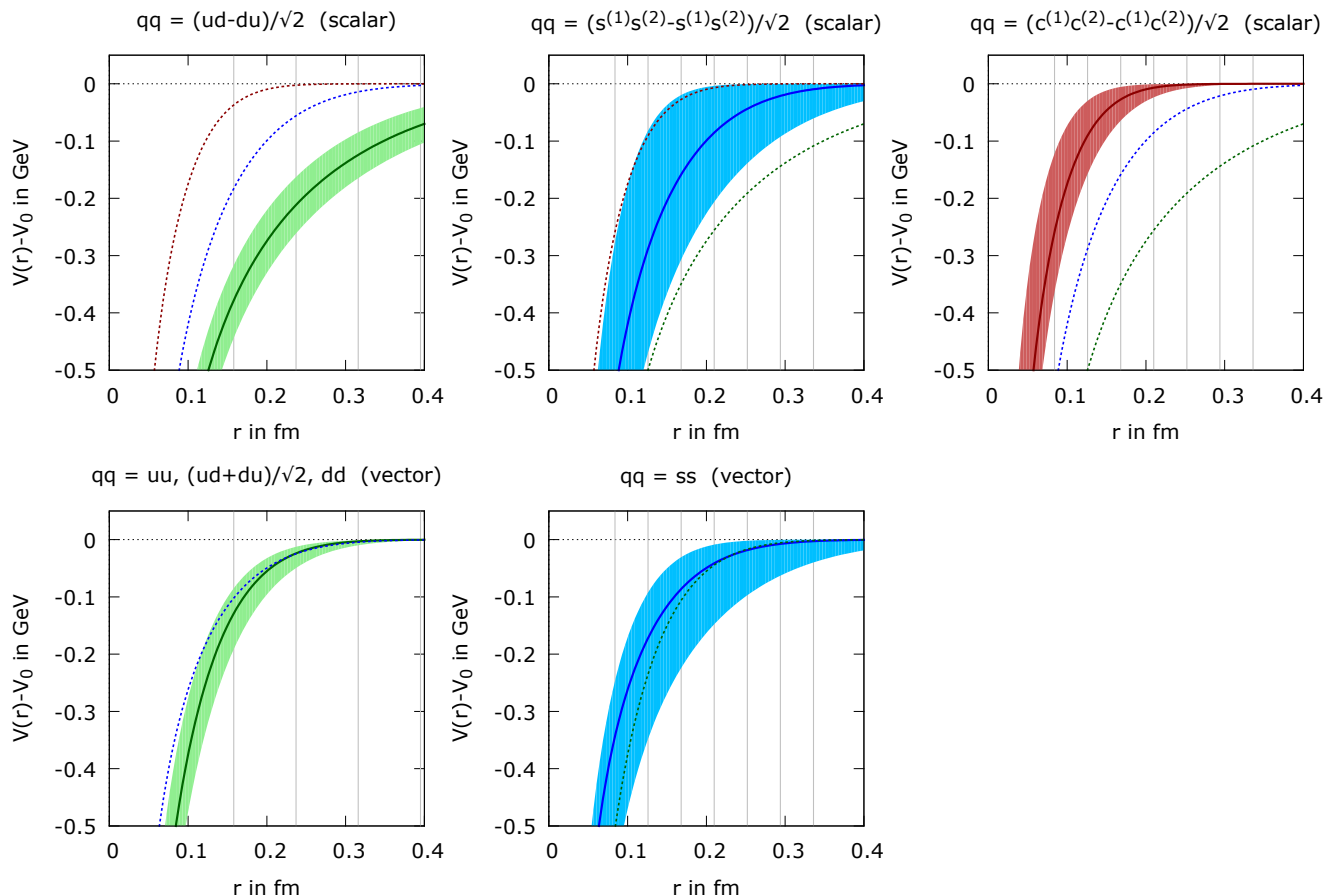 qq = (ud-du)/√2 (scalar)
0
-0.1
-0.2
-0.3
-0.4
-0.5
V(r)-V₀ in GeV
0 0.1 0.2 0.3 0.4
r in fm
qq = (s⁽¹⁾s⁽²⁾-s⁽¹⁾s⁽²⁾)/√2 (scalar)
0
-0.1
-0.2
-0.3
-0.4
-0.5
V(r)-V₀ in GeV
0 0.1 0.2 0.3 0.4
r in fm
qq = (c⁽¹⁾c⁽²⁾-c⁽¹⁾c⁽²⁾)/√2 (scalar)
0
-0.1
-0.2
-0.3
-0.4
-0.5
V(r)-V₀ in GeV
0 0.1 0.2 0.3 0.4
r in fm
qq = uu, (ud+du)/√2, dd (vector)
0
-0.1
-0.2
-0.3
-0.4
-0.5
V(r)-V₀ in GeV
0 0.1 0.2 0.3 0.4
r in fm
qq = ss (vector)
0
-0.1
-0.2
-0.3
-0.4
-0.5
V(r)-V₀ in GeV
0 0.1 0.2 0.3 0.4
r in fm